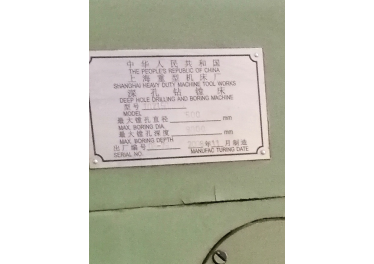 中华人民共和国
THE PEOPLE'S REPUBLIC OF CHINA
上海重型机床厂
SHANGHAI HEAVY DUTY MACHINE TOOL WORKS
深孔钻镗床
DEEP HOLE DRILLING AND BORING MACHINE
型号
MODEL
最大镗孔直径 mm
MAX. BORING DIA
最大镗孔深度 mm
MAX. BORING DEPTH
出厂编号 年 月制造
SERIAL NO. MANUFACTURING DATE